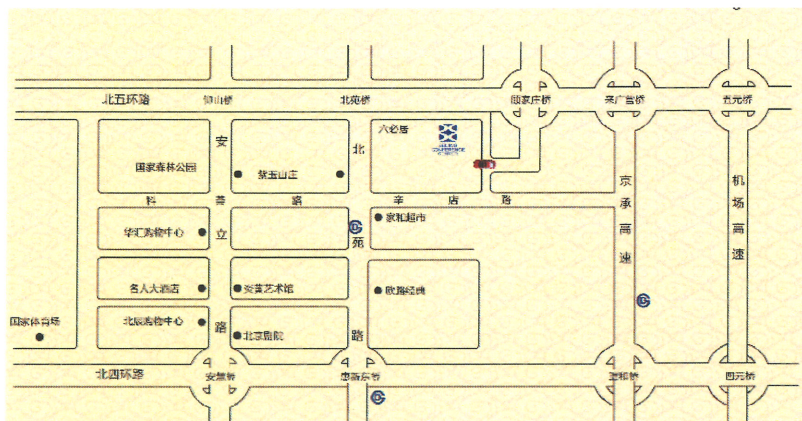 北五环路
仰山桥
北苑桥
顾家庄桥
来广营桥
五元桥
安
北
六必居
BEIJING
CONFERENCE
国家森林公园
紫玉山庄
科荟路
辛店路
京承高速
机场高速
华汇购物中心
立
家和超市
苑
名人大酒店
炎黄艺术馆
欧陆经典
国家体育场
北辰购物中心
路
北京剧院
路
北四环路
安慧桥
惠新东桥
望和桥
四元桥